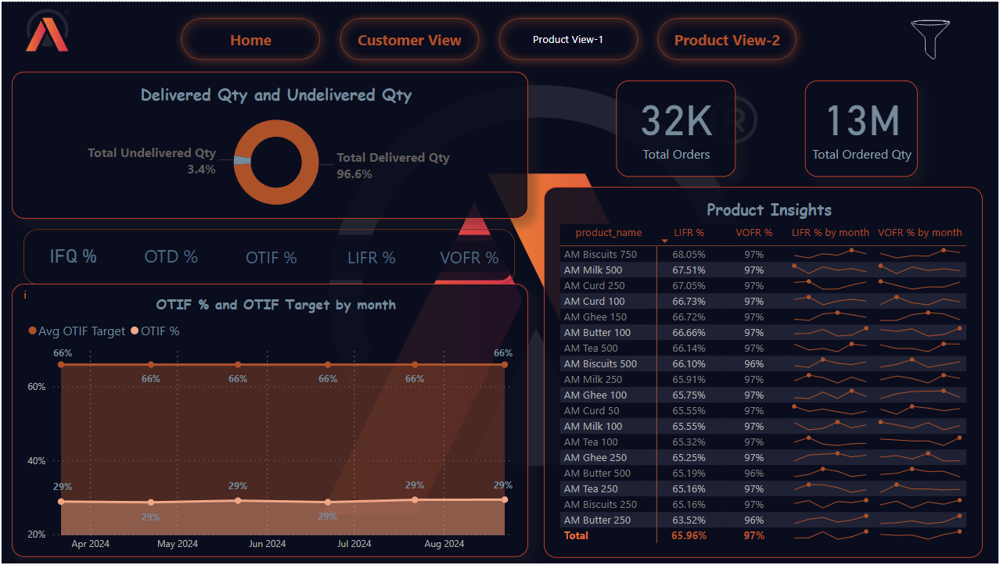 Home Customer View Product View-1 Product View-2
Delivered Qty and Undelivered Qty
Total Undelivered Qty
3.4%
Total Delivered Qty
96.6%
32K
Total Orders
13M
Total Ordered Qty
®
IFQ % OTD % OTIF % LIFR % VOFR %
i
OTIF % and OTIF Target by month
Avg OTIF Target OTIF %
66% 66% 66% 66% 66% 66%
60%
40%
29% 29% 29% 29% 29% 29%
20%
Apr 2024 May 2024 Jun 2024 Jul 2024 Aug 2024
Product Insights
product_name LIFR % VOFR % LIFR % by month VOFR % by month
AM Biscuits 750 68.05% 97%
AM Milk 500 67.51% 97%
AM Curd 250 67.05% 97%
AM Curd 100 66.73% 97%
AM Ghee 150 66.72% 97%
AM Butter 100 66.66% 97%
AM Tea 500 66.14% 97%
AM Biscuits 500 66.10% 96%
AM Milk 250 65.91% 97%
AM Ghee 100 65.75% 97%
AM Curd 50 65.55% 97%
AM Milk 100 65.55% 97%
AM Tea 100 65.32% 97%
AM Ghee 250 65.25% 97%
AM Butter 500 65.19% 96%
AM Tea 250 65.16% 97%
AM Biscuits 250 65.16% 97%
AM Butter 250 63.52% 96%
Total 65.96% 97%